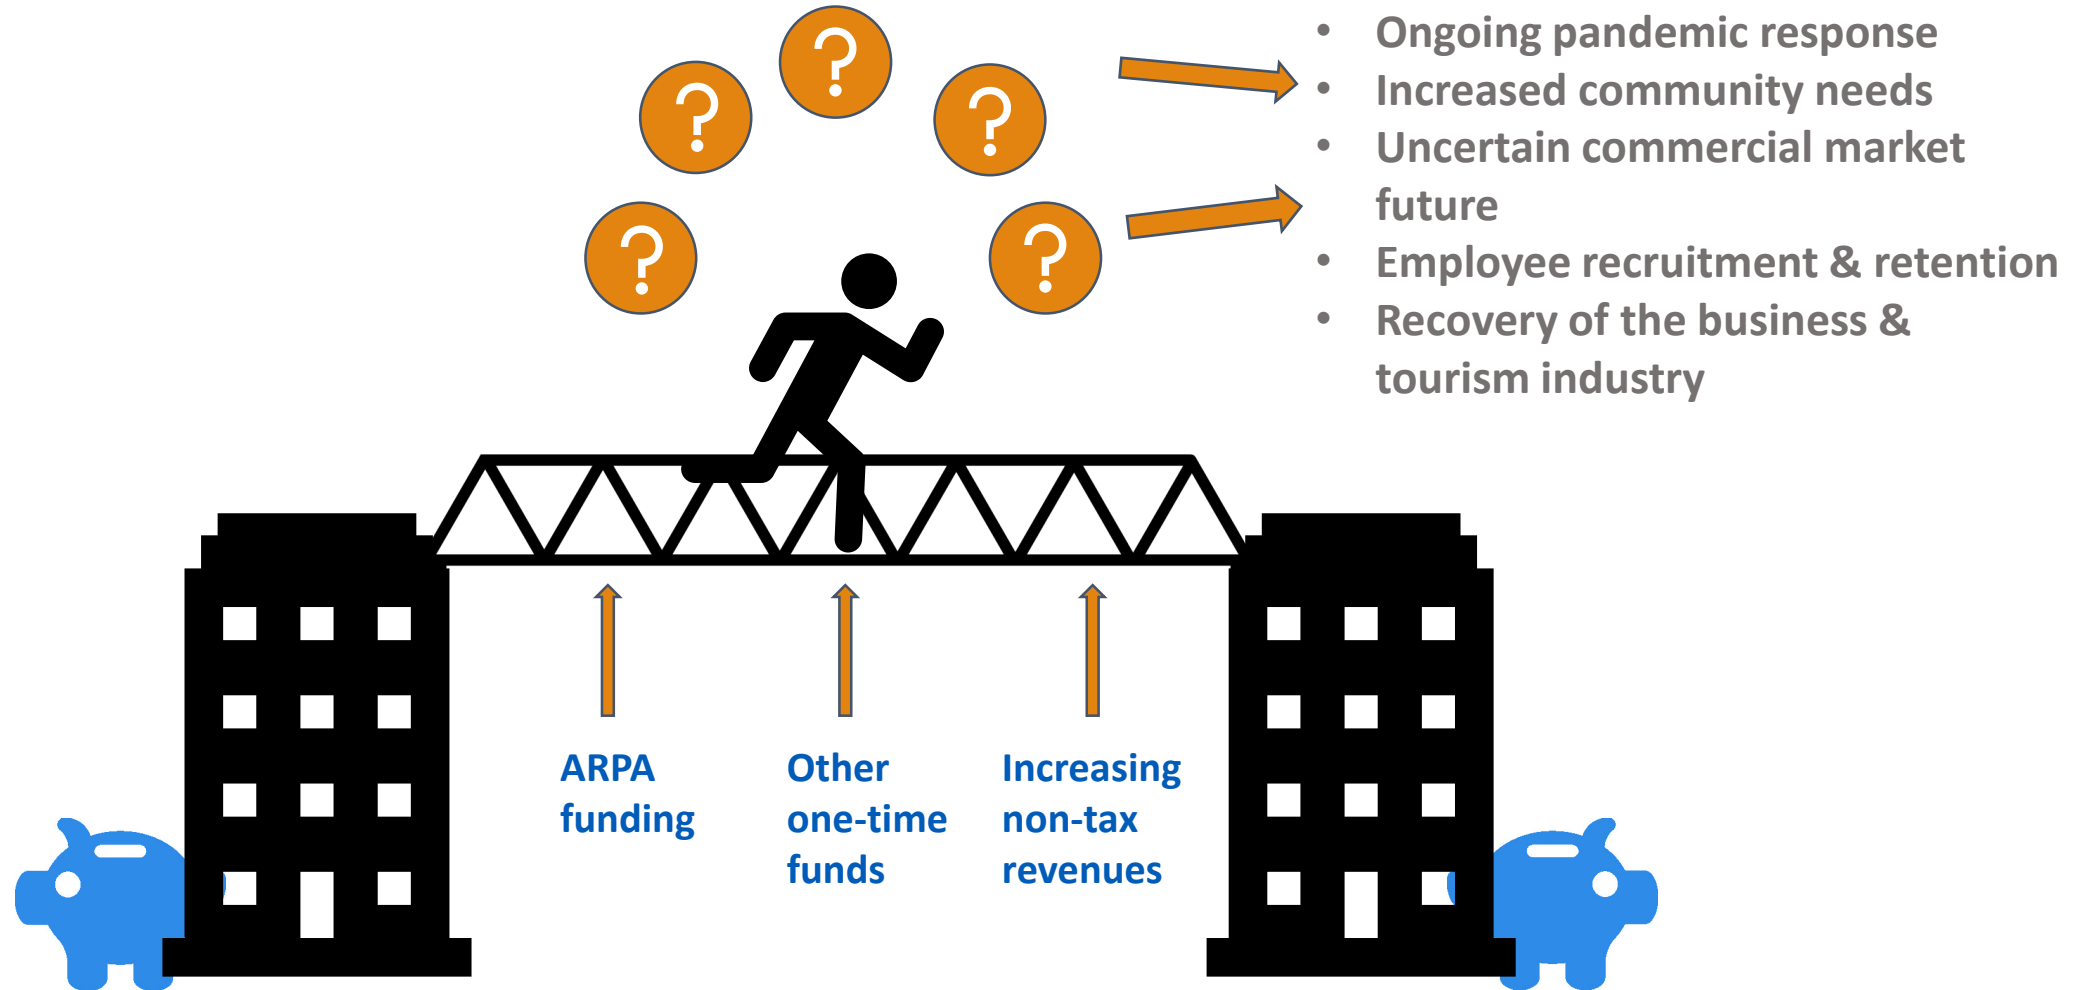 ?
?
?
?
?
• Ongoing pandemic response
• Increased community needs
• Uncertain commercial market
future
• Employee recruitment & retention
• Recovery of the business &
tourism industry
ARPA
funding
Other
one-time
funds
Increasing
non-tax
revenues